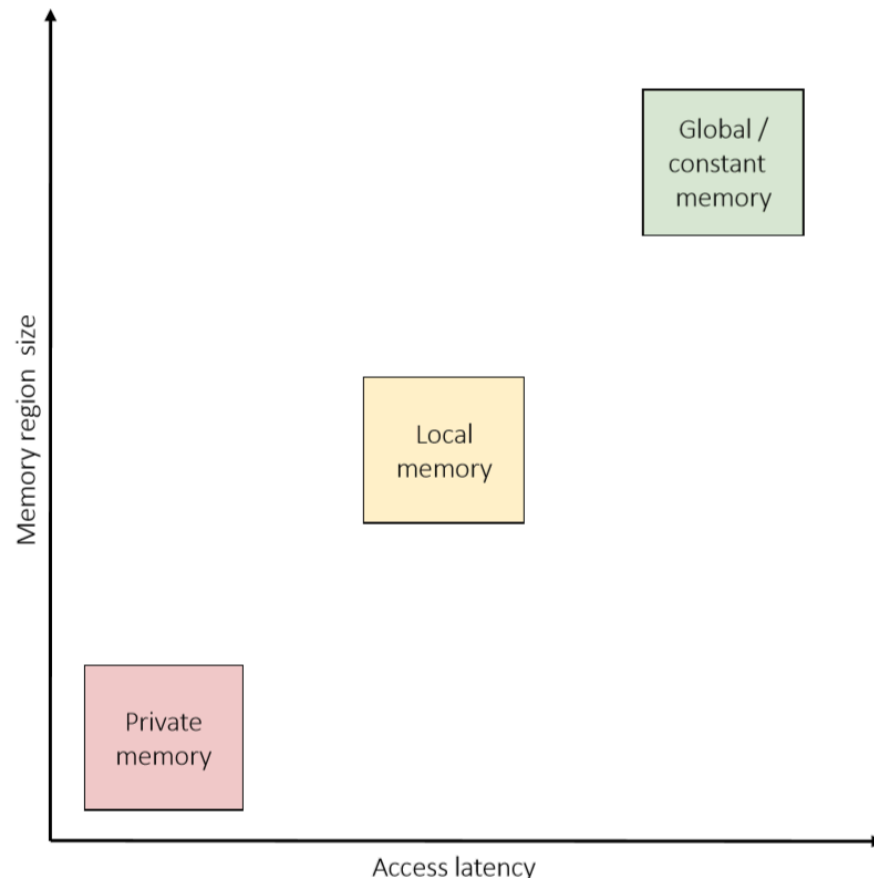 Global /
constant
memory
Memory region size
Local
memory
Private
memory
Access latency